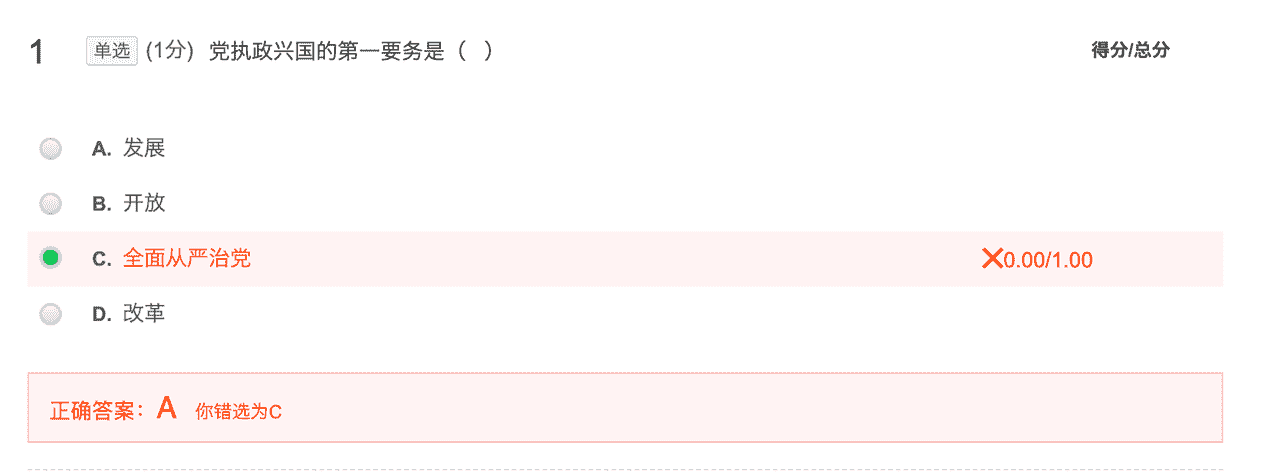 1 单选 (1分) 党执政兴国的第一要务是（ ） 得分/总分
A. 发展
B. 开放
C. 全面从严治党 ×0.00/1.00
D. 改革
正确答案：A 你错选为C